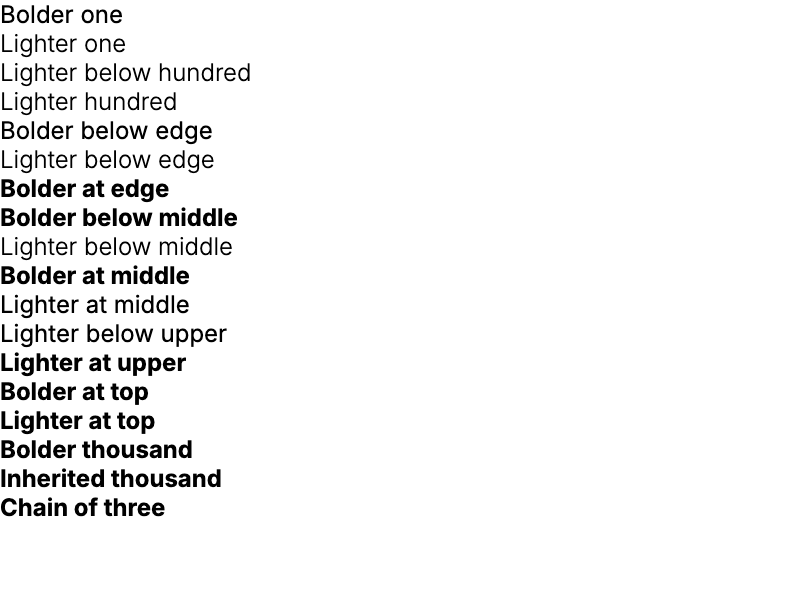 Bolder one
Lighter one
Lighter below hundred
Lighter hundred
Bolder below edge
Lighter below edge
Bolder at edge
Bolder below middle
Lighter below middle
Bolder at middle
Lighter at middle
Lighter below upper
Lighter at upper
Bolder at top
Lighter at top
Bolder thousand
Inherited thousand
Chain of three